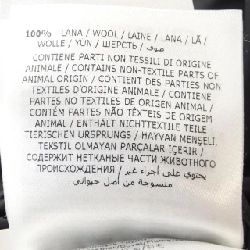 100% LANA / WOOL / LAINE / LANA / LÃ /
WOLLE / YUN / ШЕРСТЬ / صوف
CONTIENE PARTI NON TESSILI DI ORIGINE
ANIMALE / CONTAINS NON-TEXTILE PARTS OF
ANIMAL ORIGIN / CONTIENT DES PARTIES NON
TEXTILES D'ORIGINE ANIMALE / CONTIENE
PARTES NO TEXTILES DE ORIGEN ANIMAL /
CONTÉM PARTES NÃO TÊXTEIS DE ORIGEM
ANIMAL / ENTHÄLT NICHTTEXTILE TEILE
TIERISCHEN URSPRUNGS / HAYVAN MENŞELİ
TEKSTIL OLMAYAN PARÇALAR İÇERİR /
СОДЕРЖИТ НЕТКАНЫЕ ЧАСТИ ЖИВОТНОГО
ПРОИСХОЖДЕНИЯ / يحتوي على أجزاء غير
منسوجة من أصل حيواني